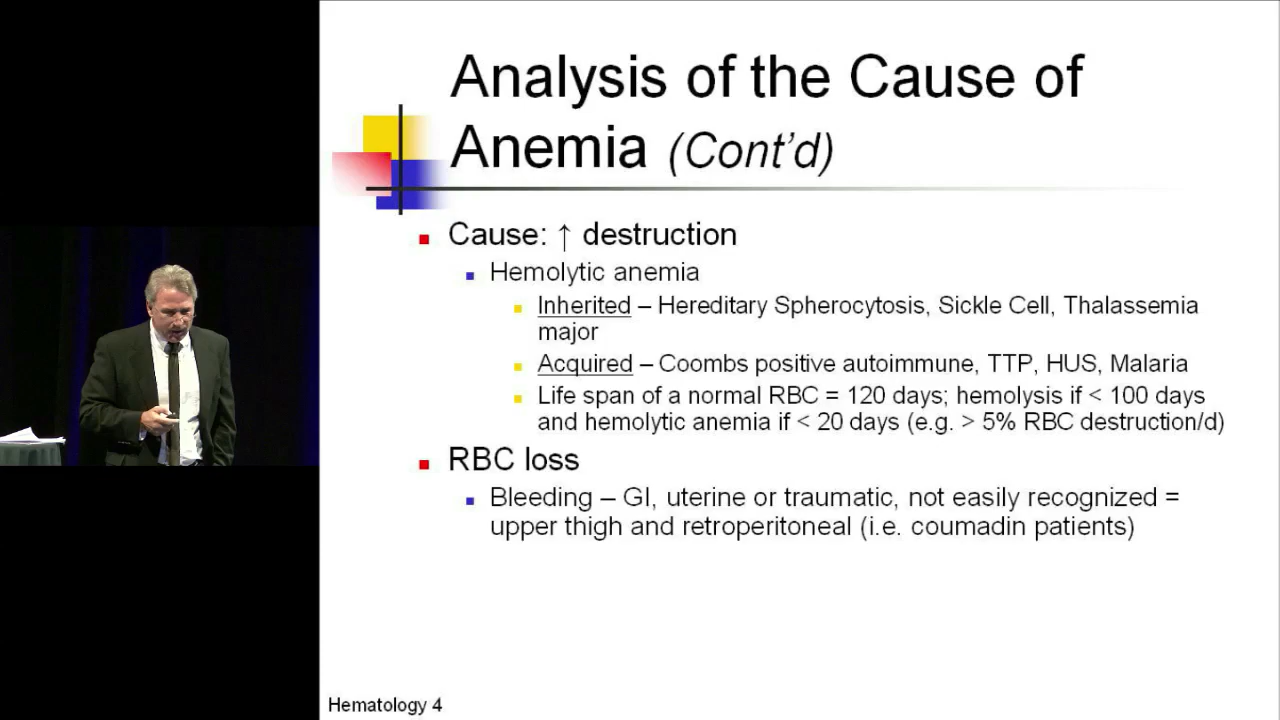 Analysis of the Cause of
Anemia (Cont’d)
Cause: ↑ destruction
Hemolytic anemia
Inherited – Hereditary Spherocytosis, Sickle Cell, Thalassemia
major
Acquired – Coombs positive autoimmune, TTP, HUS, Malaria
Life span of a normal RBC = 120 days; hemolysis if < 100 days
and hemolytic anemia if < 20 days (e.g. > 5% RBC destruction/d)
RBC loss
Bleeding – GI, uterine or traumatic, not easily recognized =
upper thigh and retroperitoneal (i.e. coumadin patients)
Hematology 4